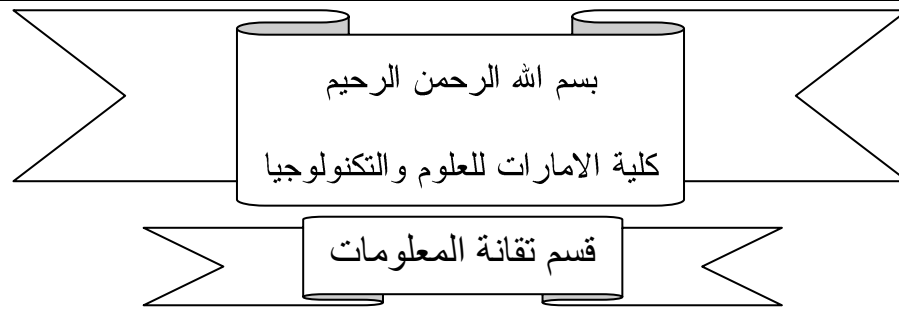 بسم الله الرحمن الرحيم
كلية الامارات للعلوم والتكنولوجيا
قسم تقانة المعلومات